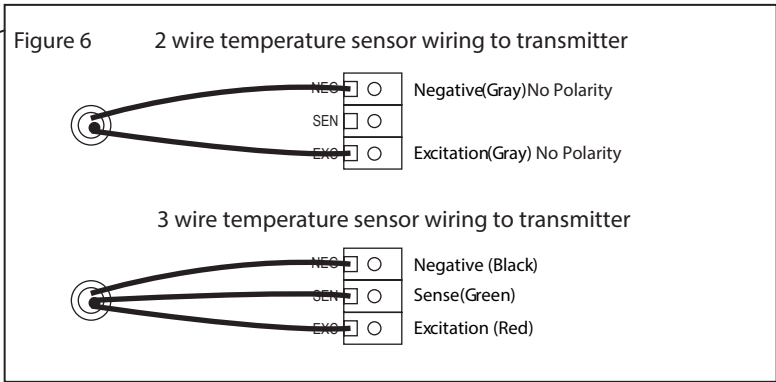 Figure 6 2 wire temperature sensor wiring to transmitter
NEG Negative(Gray)No Polarity
SEN
EXC Excitation(Gray) No Polarity
3 wire temperature sensor wiring to transmitter
NEG Negative (Black)
SEN Sense(Green)
EXC Excitation (Red)